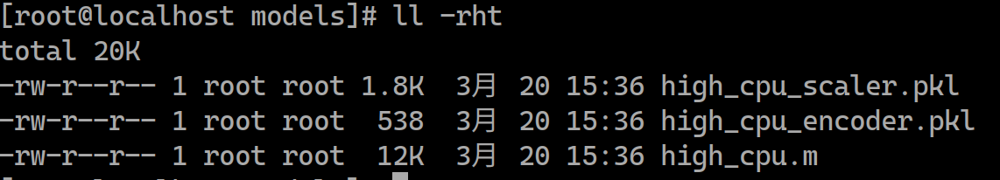 [root@localhost models]# ll -rht
total 20K
-rw-r--r-- 1 root root 1.8K  3月  20 15:36 high_cpu_scaler.pkl
-rw-r--r-- 1 root root  538  3月  20 15:36 high_cpu_encoder.pkl
-rw-r--r-- 1 root root  12K  3月  20 15:36 high_cpu.m